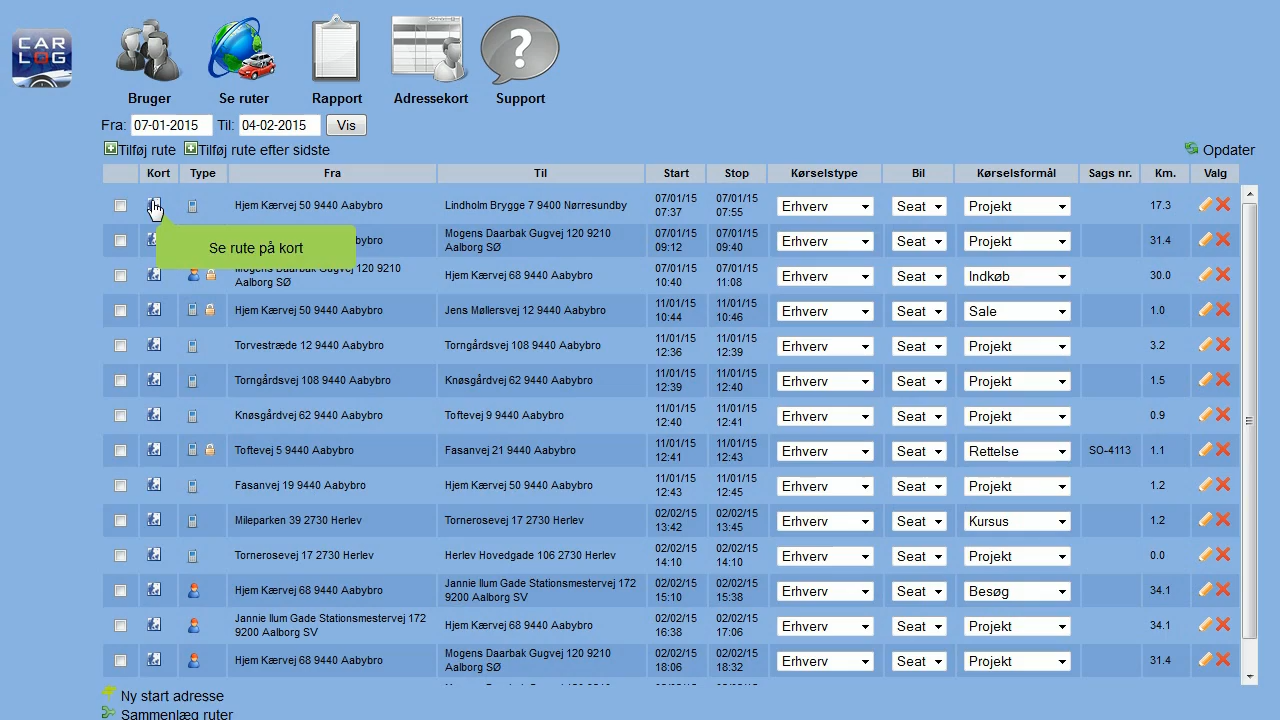 CAR
LOG
Bruger
Se ruter
Rapport
Adressekort
Support
Fra: 07-01-2015 Til: 04-02-2015 Vis
Tilføj rute Tilføj rute efter sidste Opdater
Kort Type Fra Til Start Stop Kørselstype Bil Kørselsformål Sags nr. Km. Valg
Hjem Kærvej 50 9440 Aabybro Lindholm Brygge 7 9400 Nørresundby 07/01/15 07:37 07/01/15 07:55 Erhverv Seat Projekt 17.3
Se rute på kort
Aabybro Mogens Daarbak Gugvej 120 9210 Aalborg SØ 07/01/15 09:12 07/01/15 09:40 Erhverv Seat Projekt 31.4
Mogens Daarbak Gugvej 120 9210 Aalborg SØ Hjem Kærvej 68 9440 Aabybro 07/01/15 10:40 07/01/15 11:08 Erhverv Seat Indkøb 30.0
Hjem Kærvej 50 9440 Aabybro Jens Møllersvej 12 9440 Aabybro 11/01/15 10:44 11/01/15 10:46 Erhverv Seat Sale 1.0
Torvestræde 12 9440 Aabybro Torngårdsvej 108 9440 Aabybro 11/01/15 12:36 11/01/15 12:39 Erhverv Seat Projekt 3.2
Torngårdsvej 108 9440 Aabybro Knøsgårdvej 62 9440 Aabybro 11/01/15 12:39 11/01/15 12:40 Erhverv Seat Projekt 1.5
Knøsgårdvej 62 9440 Aabybro Toftevej 9 9440 Aabybro 11/01/15 12:40 11/01/15 12:41 Erhverv Seat Projekt 0.9
Toftevej 5 9440 Aabybro Fasanvej 21 9440 Aabybro 11/01/15 12:41 11/01/15 12:43 Erhverv Seat Rettelse SO-4113 1.1
Fasanvej 19 9440 Aabybro Hjem Kærvej 50 9440 Aabybro 11/01/15 12:43 11/01/15 12:45 Erhverv Seat Projekt 1.2
Mileparken 39 2730 Herlev Tornerosevej 17 2730 Herlev 02/02/15 13:42 02/02/15 13:45 Erhverv Seat Kursus 1.2
Tornerosevej 17 2730 Herlev Herlev Hovedgade 106 2730 Herlev 02/02/15 14:10 02/02/15 14:10 Erhverv Seat Projekt 0.0
Hjem Kærvej 68 9440 Aabybro Jannie Ilum Gade Stationsmestervej 172 9200 Aalborg SV 02/02/15 15:10 02/02/15 15:38 Erhverv Seat Besøg 34.1
Jannie Ilum Gade Stationsmestervej 172 9200 Aalborg SV Hjem Kærvej 68 9440 Aabybro 02/02/15 16:38 02/02/15 17:06 Erhverv Seat Projekt 34.1
Hjem Kærvej 68 9440 Aabybro Mogens Daarbak Gugvej 120 9210 Aalborg SØ 02/02/15 18:06 02/02/15 18:32 Erhverv Seat Projekt 31.4
Ny start adresse
Sammenlæg ruter